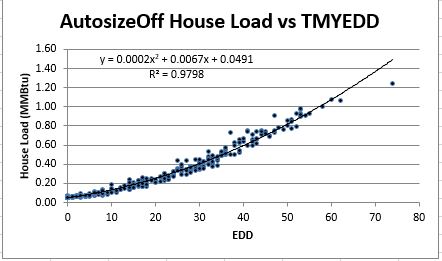 AutosizeOff House Load vs TMYEDD
y = 0.0002x² + 0.0067x + 0.0491
R² = 0.9798
House Load (MMBtu)
1.60
1.40
1.20
1.00
0.80
0.60
0.40
0.20
0.00
0 10 20 30 40 50 60 70 80
EDD